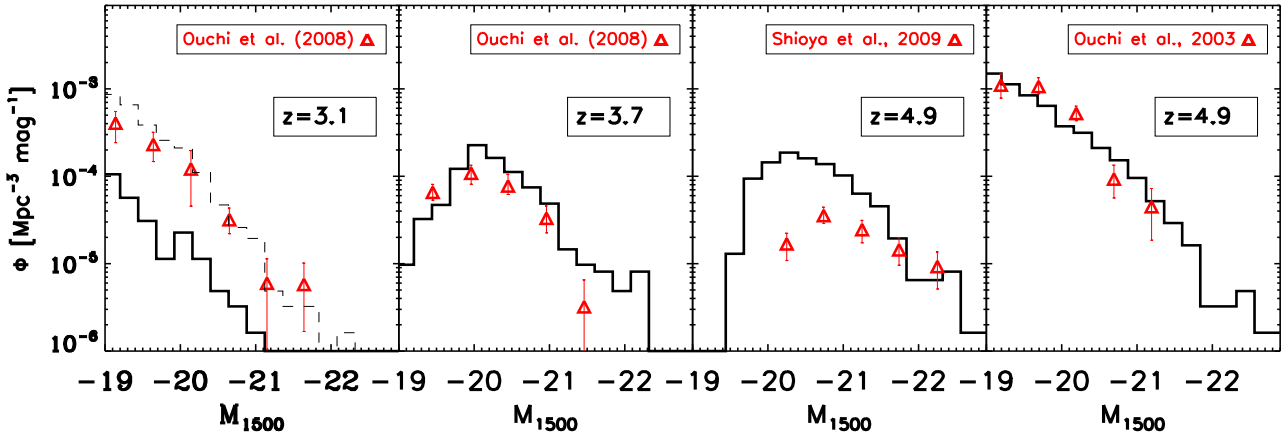 Ouchi et al. (2008) △
Ouchi et al. (2008) △
Shioya et al., 2009 △
Ouchi et al., 2003 △
z=3.1
z=3.7
z=4.9
z=4.9
Φ [Mpc⁻³ mag⁻¹]
10⁻³
10⁻⁴
10⁻⁵
10⁻⁶
-19 -20 -21 -22
-19 -20 -21 -22
-19 -20 -21 -22
-19 -20 -21 -22
M₁₆₀₀
M₁₅₀₀
M₁₅₀₀
M₁₅₀₀